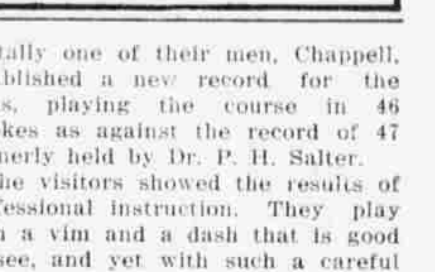 tally one of their men, Chappell,
ablished a new record for the
s, playing the course in 46
okes as against the record of 47
merly held by Dr. P. H. Salter.
he visitors showed the results of
fessional instruction. They play
h a vim and a dash that is good
see, and yet with such a careful